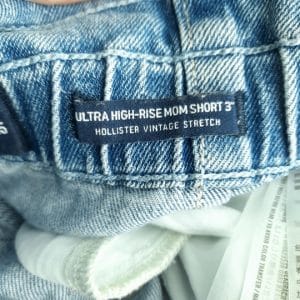 ULTRA HIGH-RISE MOM SHORT 3"
HOLLISTER VINTAGE STRETCH